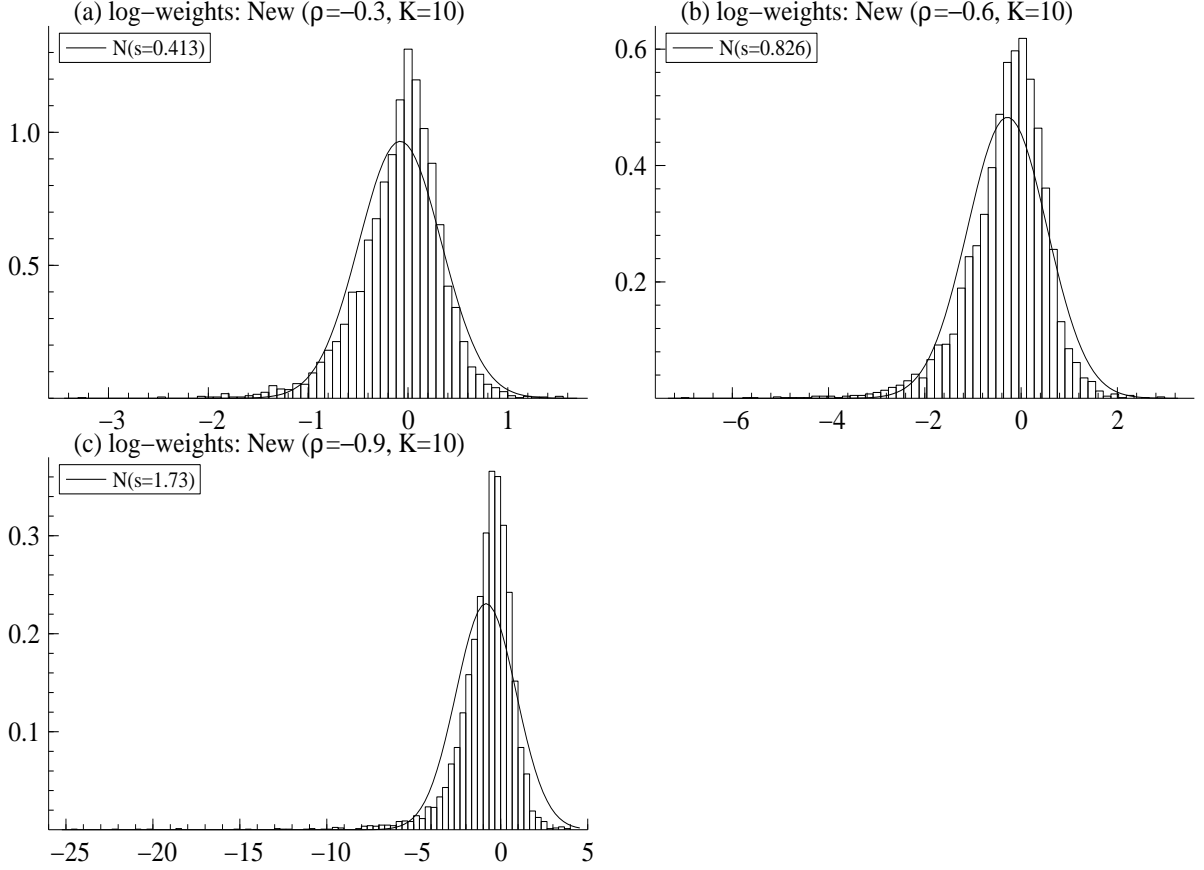 (a) log−weights: New (ρ=−0.3, K=10)
N(s=0.413)
1.0
0.5
−3 −2 −1 0 1
(b) log−weights: New (ρ=−0.6, K=10)
N(s=0.826)
0.6
0.4
0.2
−6 −4 −2 0 2
(c) log−weights: New (ρ=−0.9, K=10)
N(s=1.73)
0.3
0.2
0.1
−25 −20 −15 −10 −5 0 5